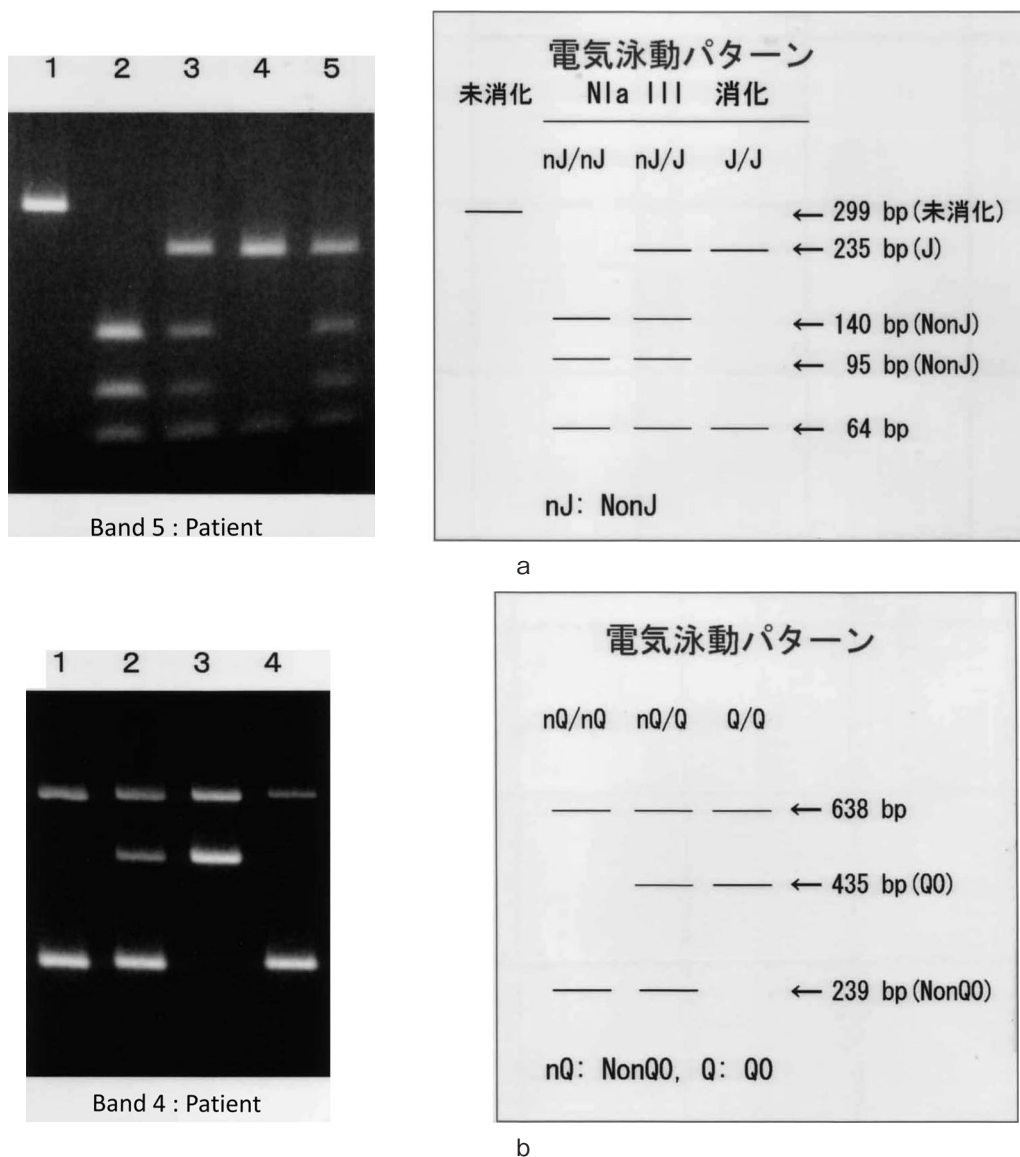 1 2 3 4 5
Band 5 : Patient
電気泳動パターン
未消化 NIa III 消化
nJ/nJ nJ/J J/J
← 299 bp(未消化)
← 235 bp(J)
← 140 bp(NonJ)
← 95 bp(NonJ)
← 64 bp
nJ: NonJ
a
1 2 3 4
Band 4 : Patient
電気泳動パターン
nQ/nQ nQ/Q Q/Q
← 638 bp
← 435 bp(Q0)
← 239 bp(NonQ0)
nQ: NonQ0, Q: Q0
b